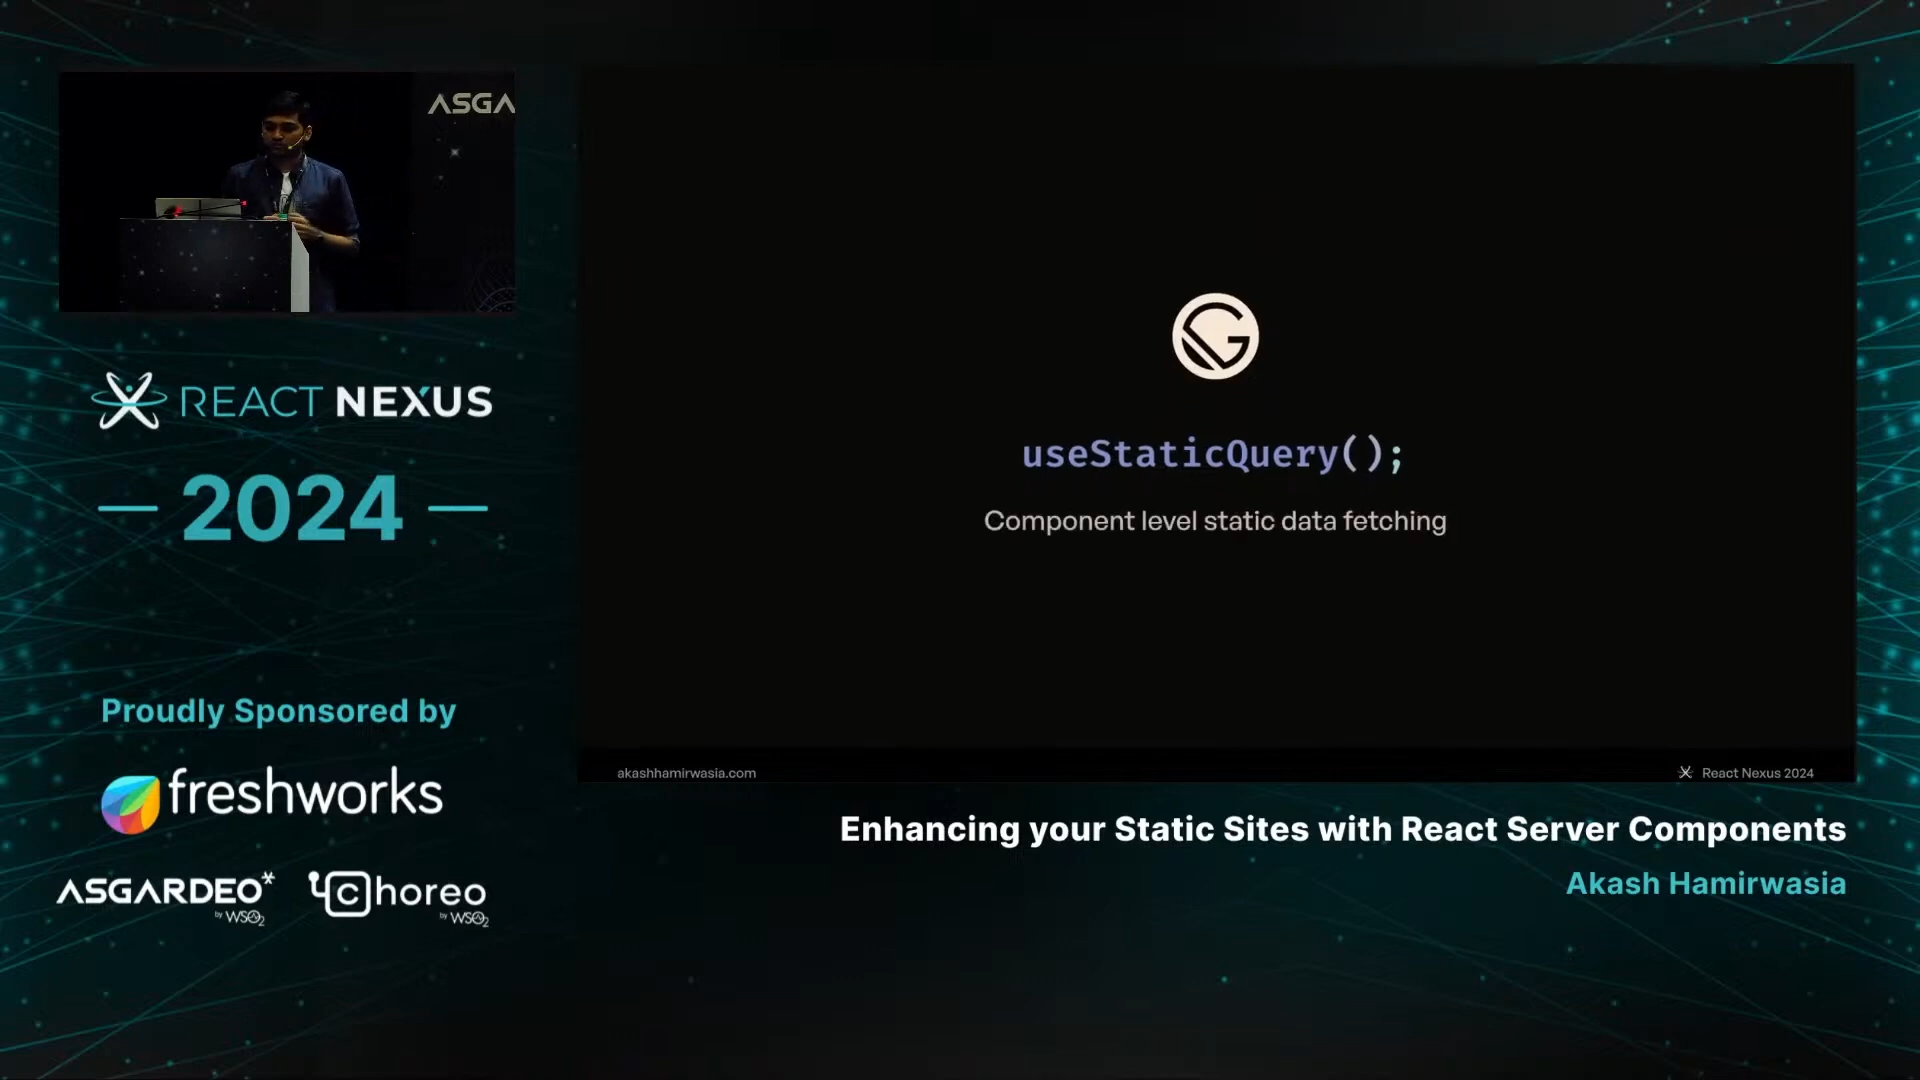 ASGA
REACT NEXUS
2024
Proudly Sponsored by
freshworks
ASGARDEO
by WSO2
choreo
by WSO2
useStaticQuery();
Component level static data fetching
akashhamirwasia.com
React Nexus 2024
Enhancing your Static Sites with React Server Components
Akash Hamirwasia